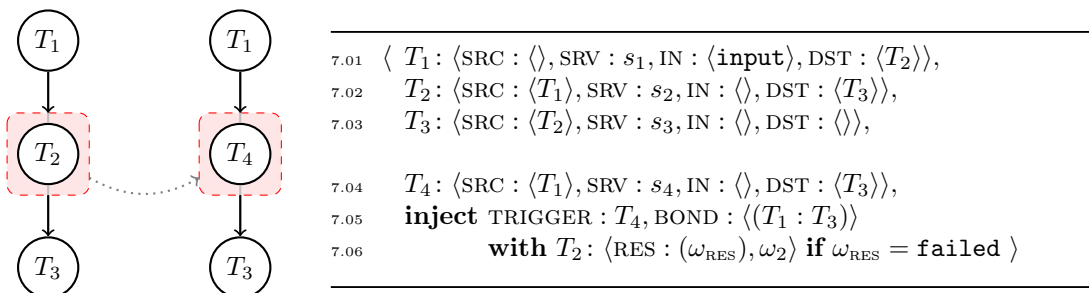 T₁ T₁
T₂ T₄
T₃ T₃
7.01 ⟨ T₁: ⟨SRC : ⟨⟩, SRV : s₁, IN: ⟨input⟩, DST: ⟨T₂⟩⟩,
7.02 T₂: ⟨SRC : ⟨T₁⟩, SRV : s₂, IN: ⟨⟩, DST: ⟨T₃⟩⟩,
7.03 T₃: ⟨SRC : ⟨T₂⟩, SRV : s₃, IN: ⟨⟩, DST: ⟨⟩⟩,
7.04 T₄: ⟨SRC : ⟨T₁⟩, SRV : s₄, IN: ⟨⟩, DST: ⟨T₃⟩⟩,
7.05 inject TRIGGER : T₄, BOND : ⟨(T₁ : T₃)⟩
7.06 with T₂: ⟨RES : (ω_RES), ω₂⟩ if ω_RES = failed ⟩